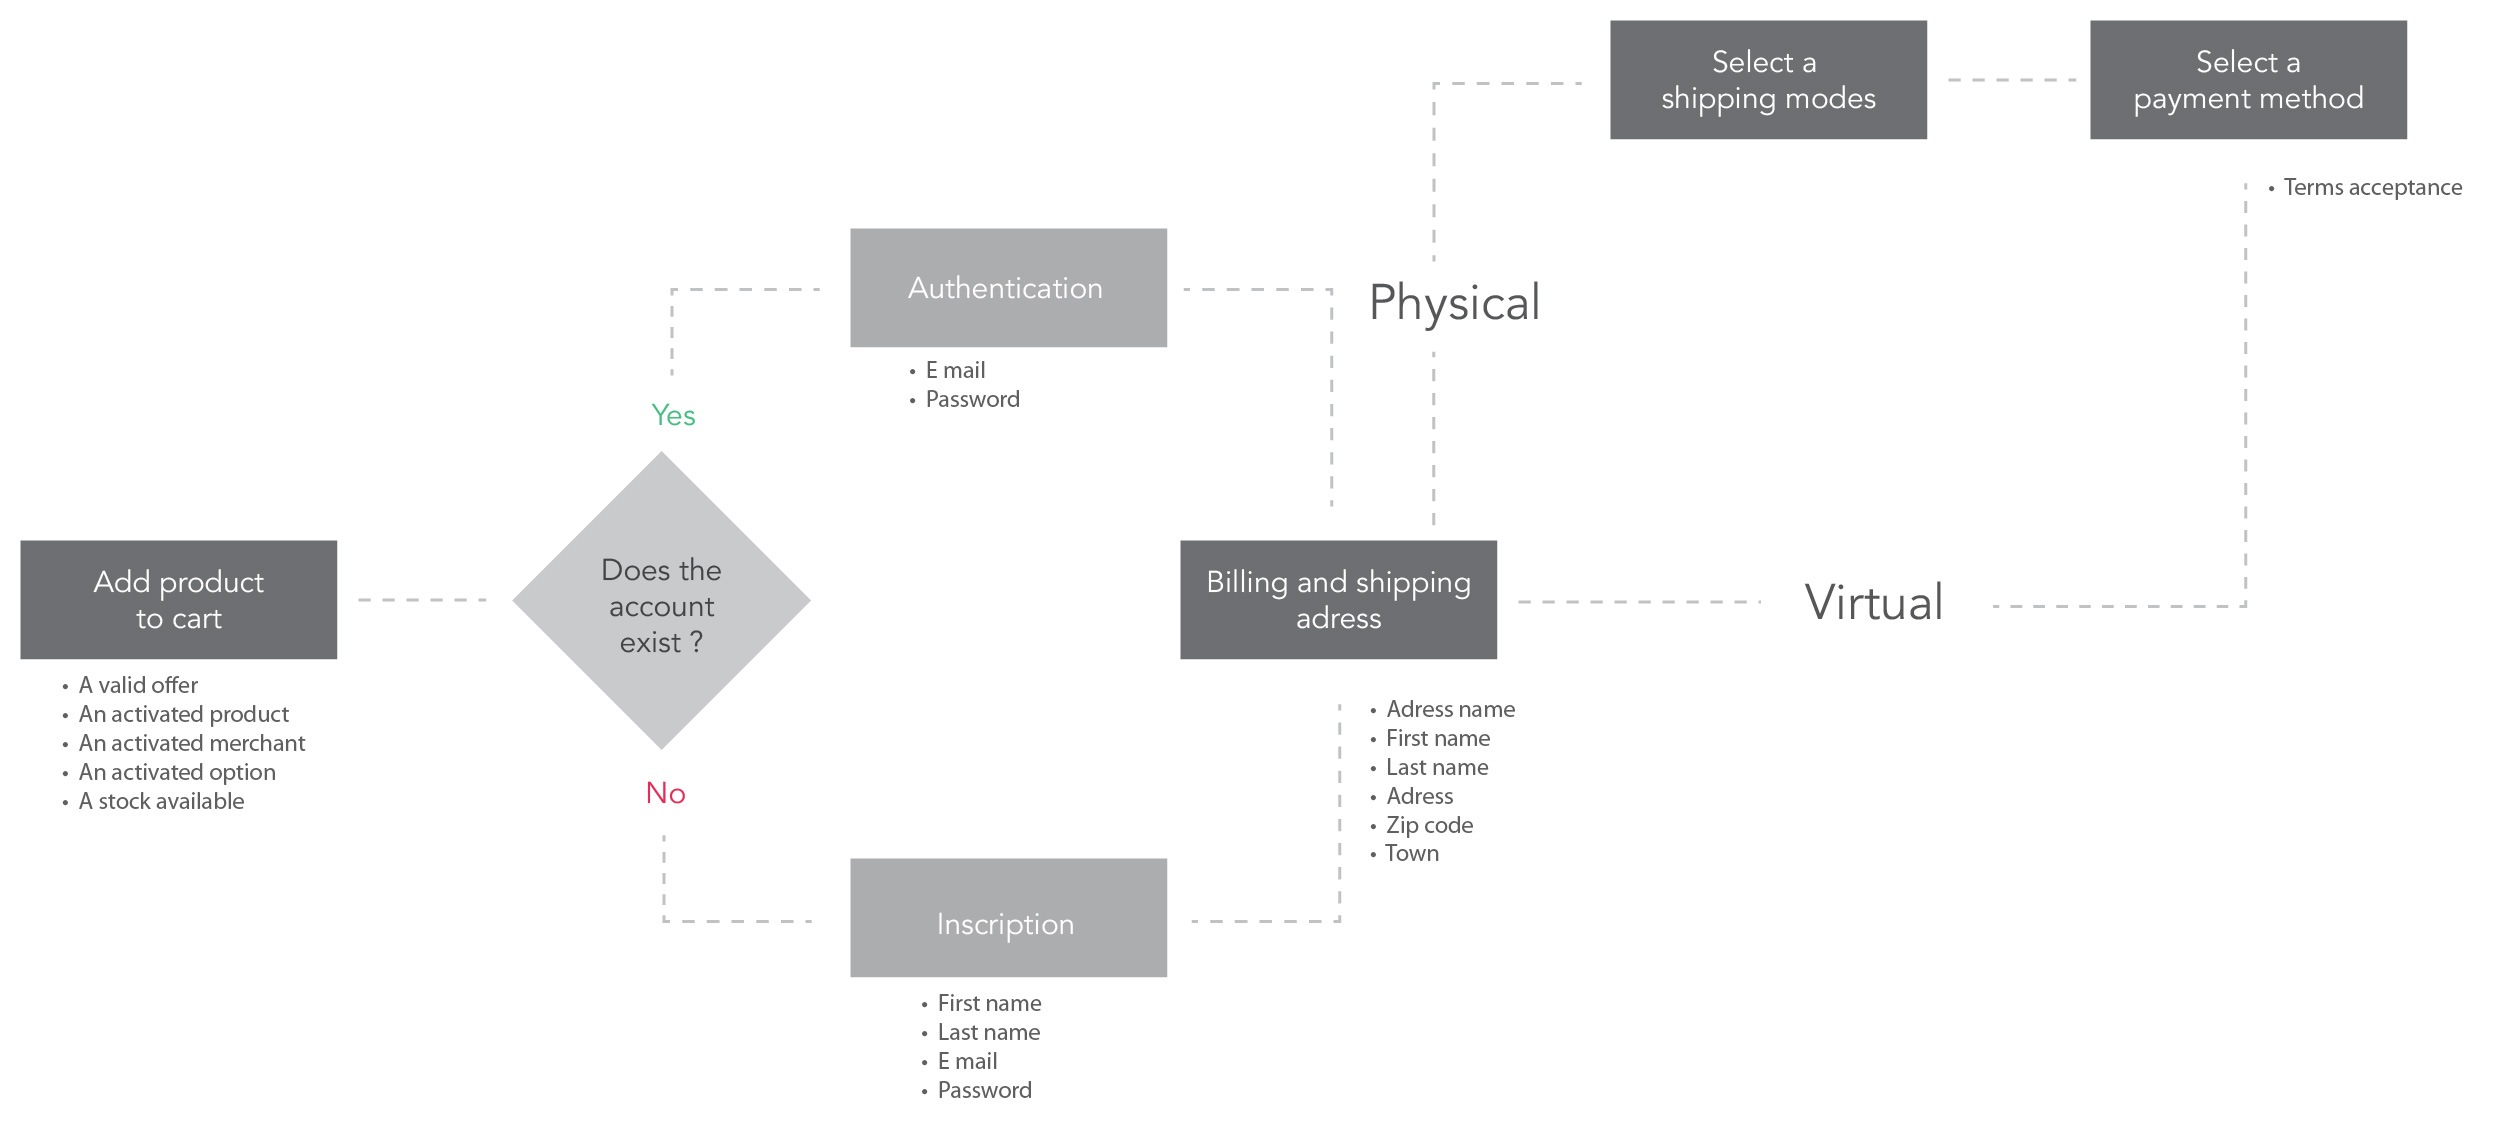 Select a
shipping modes
Select a
payment method
• Terms acceptance
Physical
Authentication
• E mail
• Password
Yes
Does the
account
exist ?
No
Add product
to cart
• A valid offer
• An activated product
• An activated merchant
• An activated option
• A stock available
Billing and shipping
adress
• Adress name
• First name
• Last name
• Adress
• Zip code
• Town
Virtual
Inscription
• First name
• Last name
• E mail
• Password